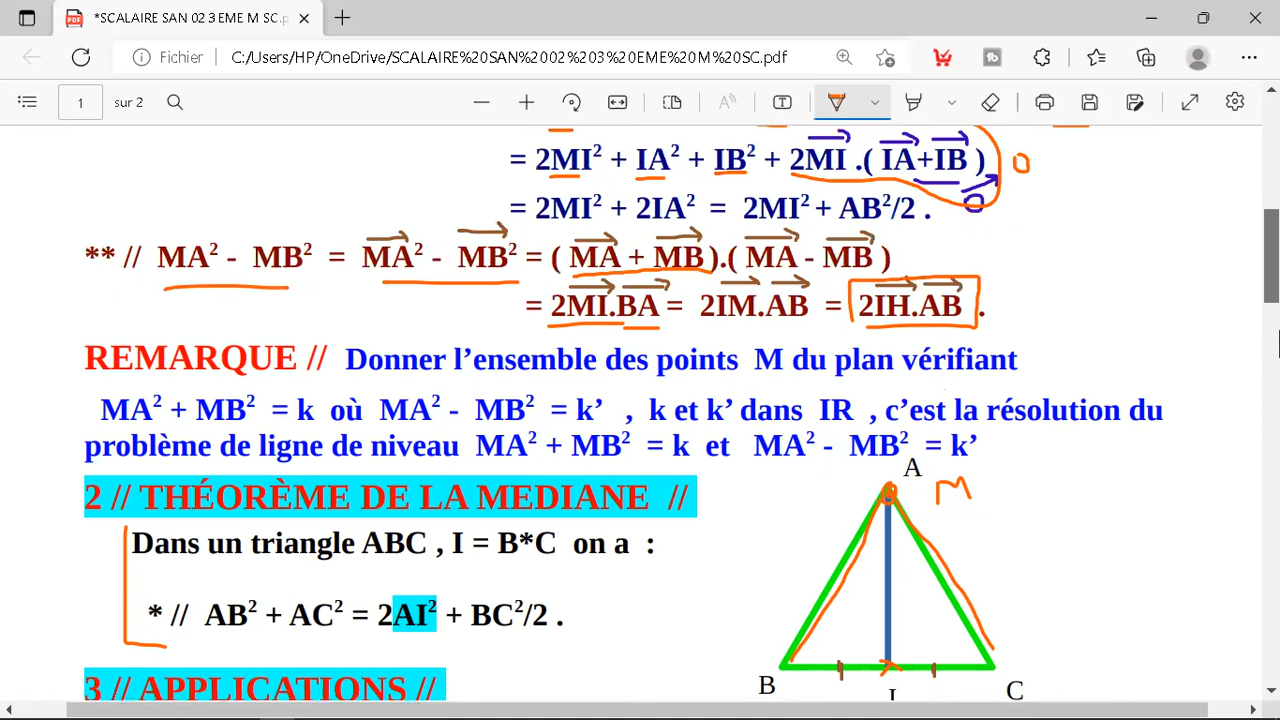 *SCALAIRE SAN 02 3 EME M SC.p
Fichier C:/Users/HP/OneDrive/SCALAIRE%20SAN%2002%203%20EME%20M%20SC.pdf
1 sur 2
= 2MI² + IA² + IB² + 2MI .( IA+IB ) 0
= 2MI² + 2IA² = 2MI² + AB²/2 . 0
** // MA² - MB² = MA² - MB² = ( MA + MB ).( MA - MB )
= 2MI.BA = 2IM.AB = 2IH.AB .
REMARQUE // Donner l’ensemble des points M du plan vérifiant
MA² + MB² = k où MA² - MB² = k’ , k et k’ dans IR , c’est la résolution du
problème de ligne de niveau MA² + MB² = k et MA² - MB² = k’
A
M
2 // THÉORÈME DE LA MEDIANE //
Dans un triangle ABC , I = B*C on a :
* // AB² + AC² = 2AI² + BC²/2 .
3 // APPLICATIONS //
B I C